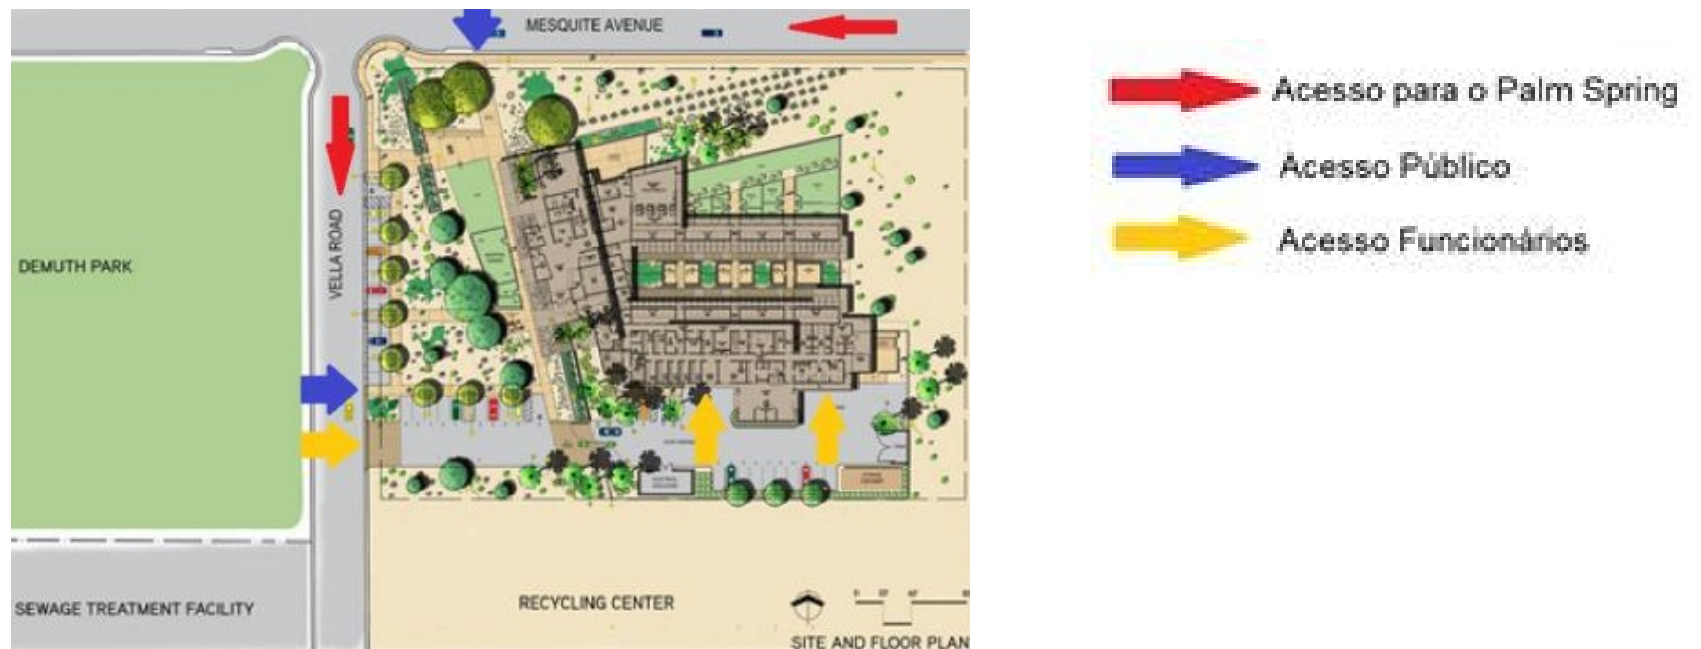 MESQUITE AVENUE
VELLA ROAD
DEMUTH PARK
SEWAGE TREATMENT FACILITY
RECYCLING CENTER
SITE AND FLOOR PLAN
Acesso para o Palm Spring
Acesso Público
Acesso Funcionários